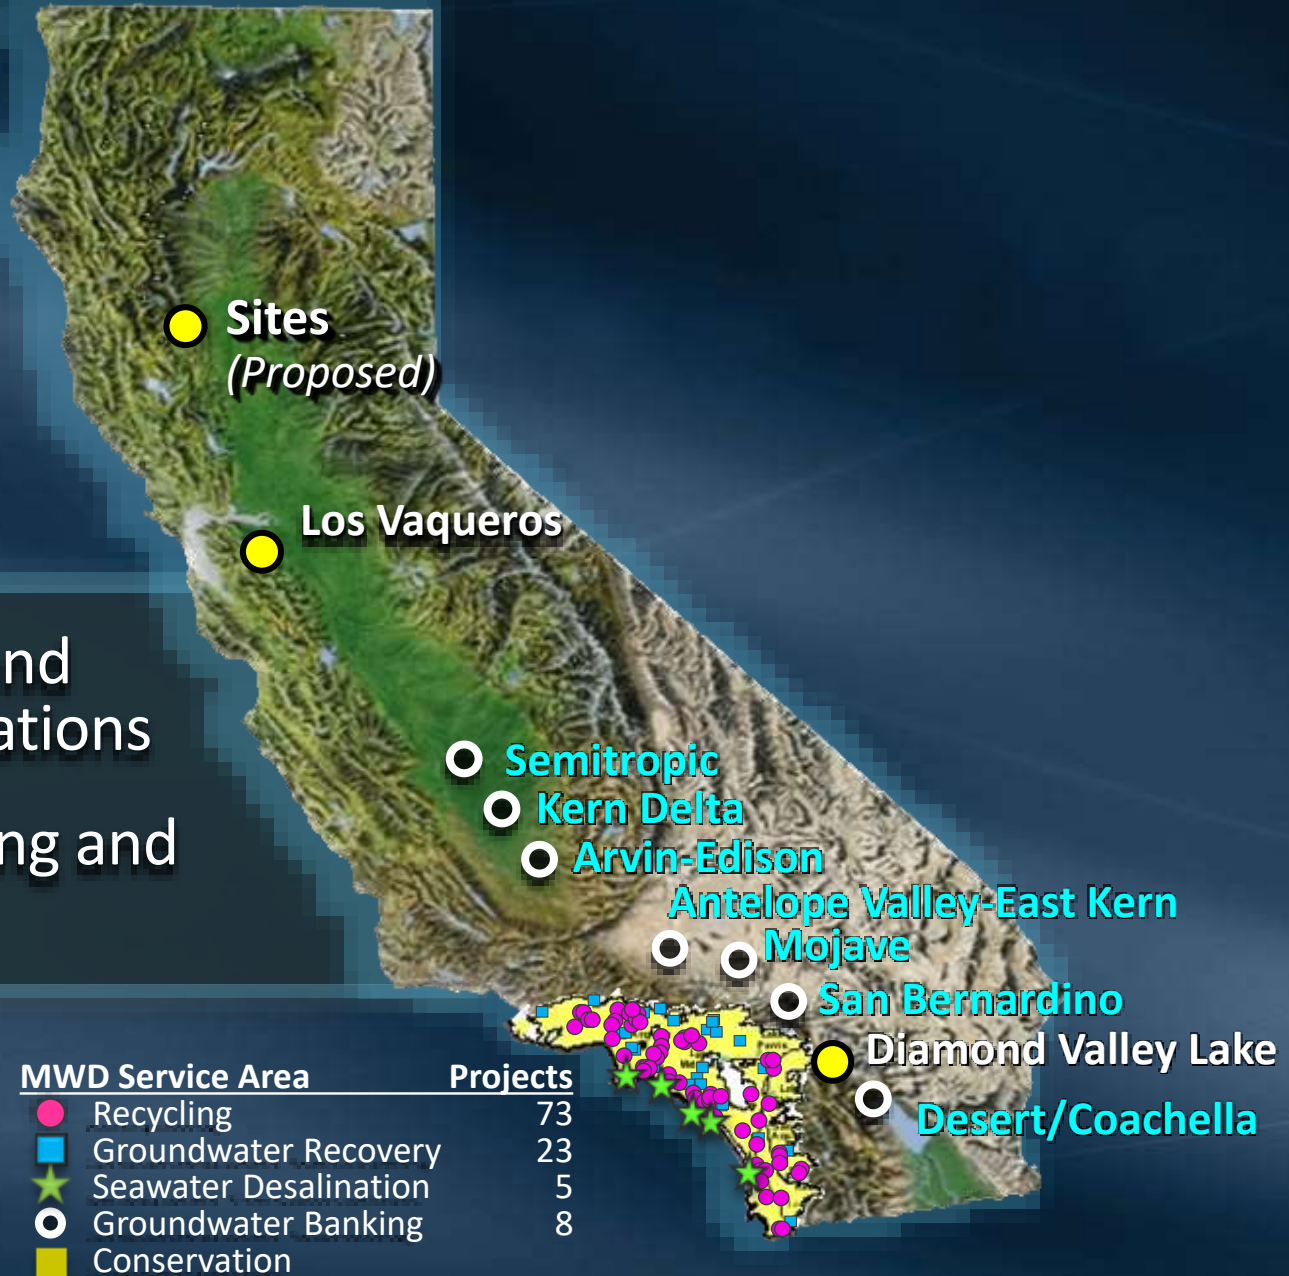 Sites
(Proposed)
Los Vaqueros
nd
ations
ng and
Semitropic
Kern Delta
Arvin-Edison
Antelope Valley-East Kern
Mojave
San Bernardino
Diamond Valley Lake
Desert/Coachella
MWD Service Area Projects
Recycling 73
Groundwater Recovery 23
Seawater Desalination 5
Groundwater Banking 8
Conservation